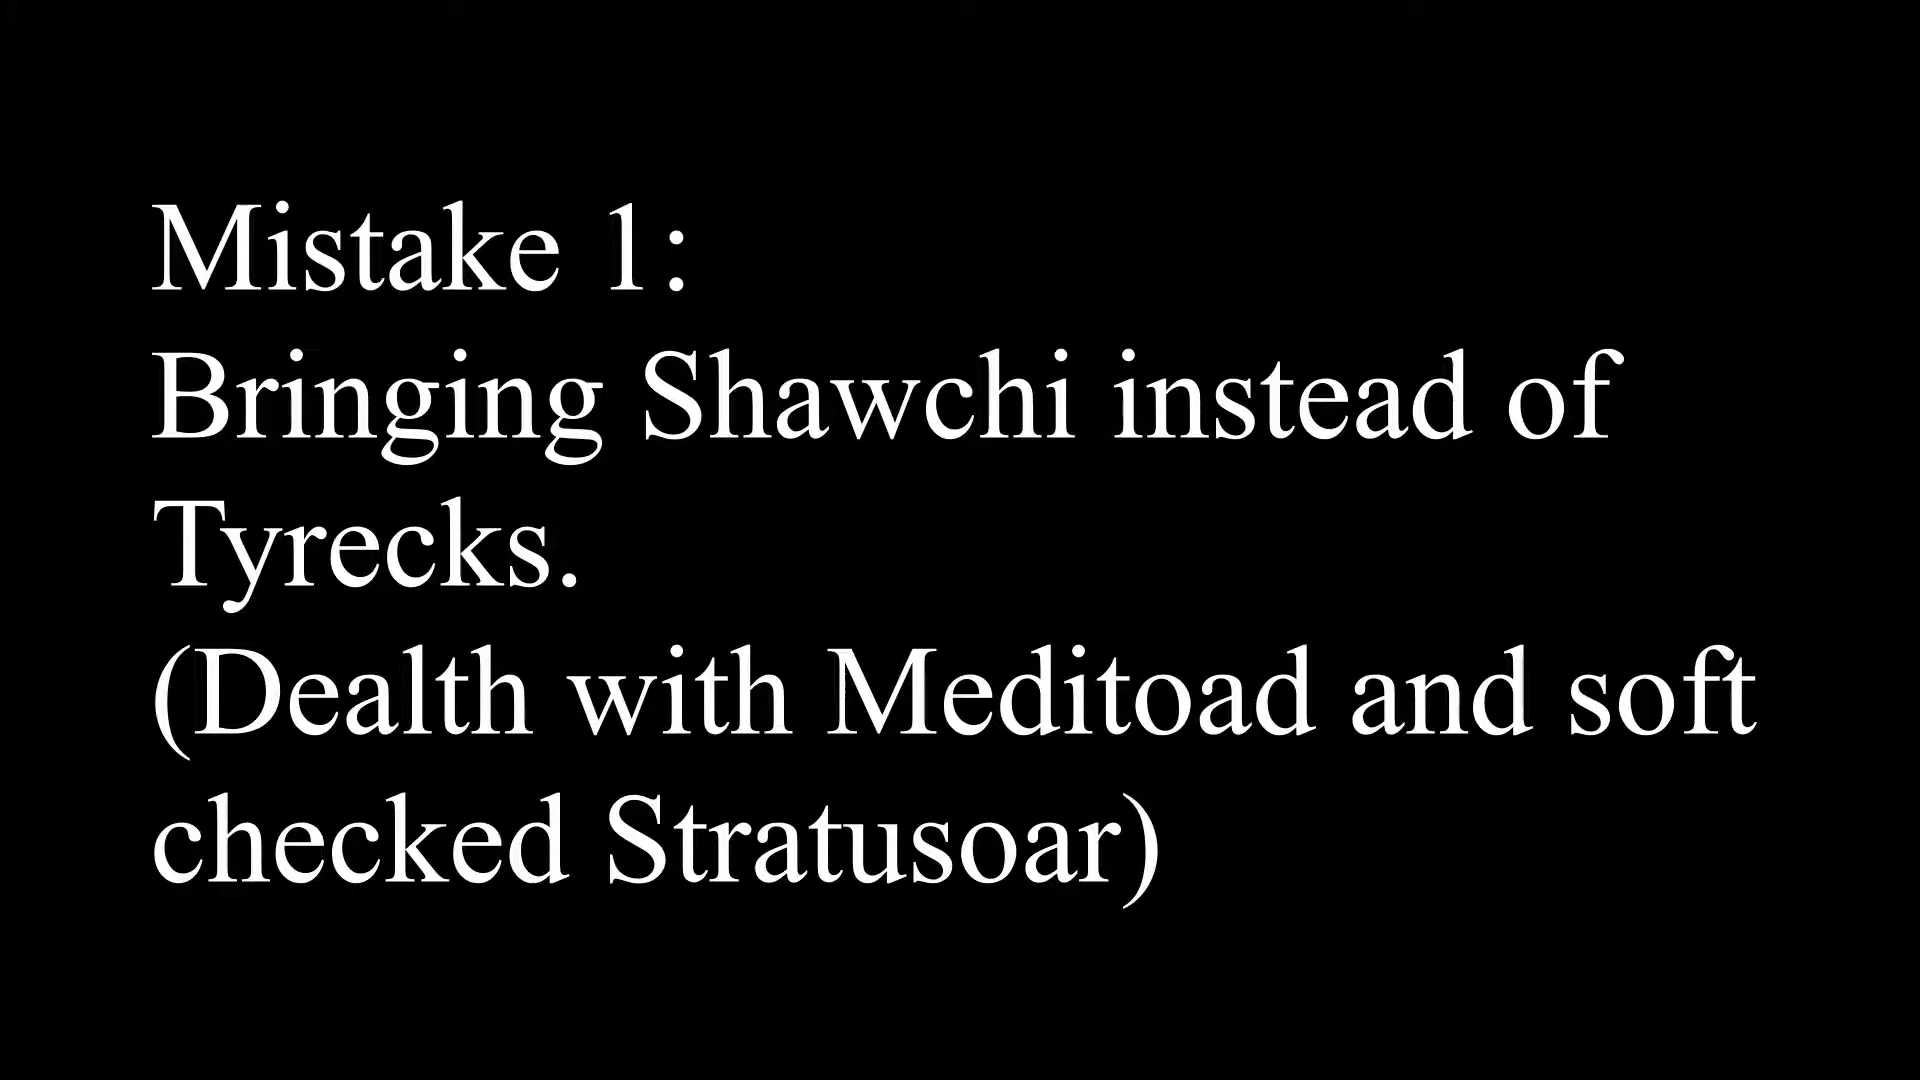 Mistake 1:
Bringing Shawchi instead of
Tyrecks.
(Dealth with Meditoad and soft
checked Stratusoar)